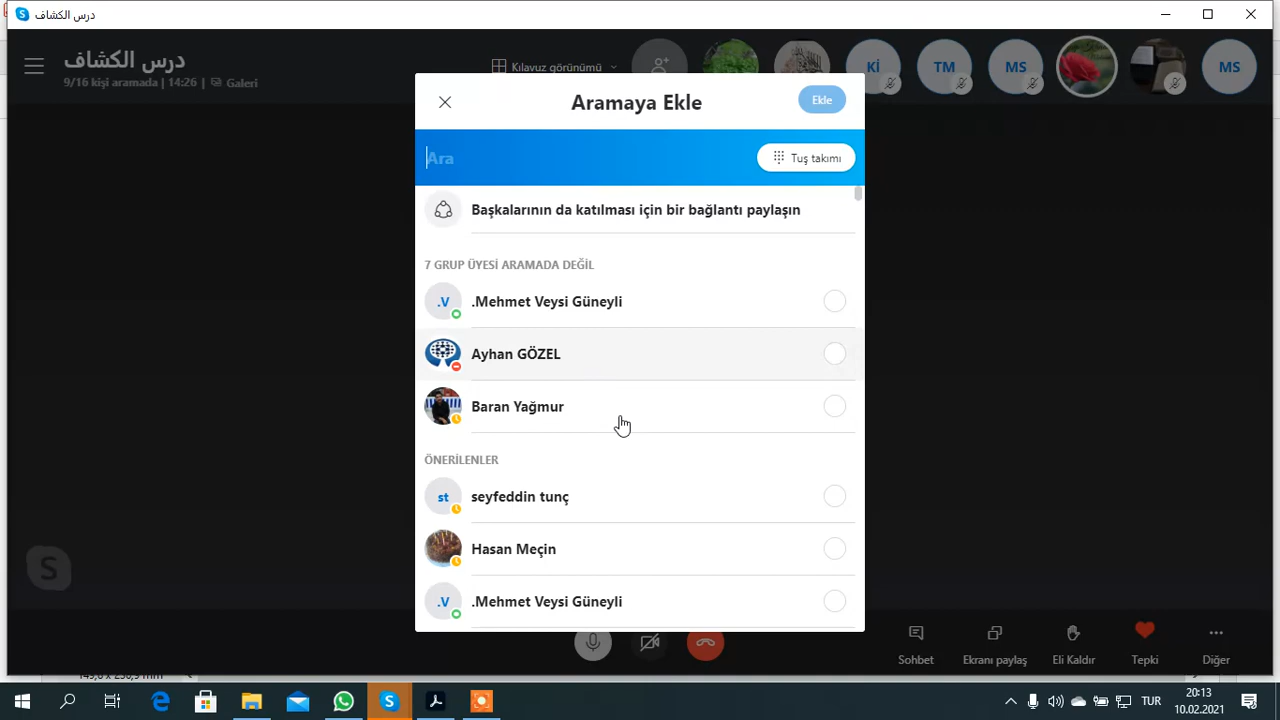 درس الكشاف
درس الكشاف
9/16 kişi aramada | 14:26 | Galeri
Kılavuz görünümü
Kİ
TM
MS
MS
Aramaya Ekle
Ekle
Ara
Tuş takımı
Başkalarının da katılması için bir bağlantı paylaşın
7 GRUP ÜYESİ ARAMADA DEĞİL
.V
.Mehmet Veysi Güneyli
Ayhan GÖZEL
Baran Yağmur
ÖNERİLENLER
st
seyfeddin tunç
Hasan Meçin
.V
.Mehmet Veysi Güneyli
Sohbet
Ekranı paylaş
Eli Kaldır
Tepki
Diğer
TUR
20:13
10.02.2021